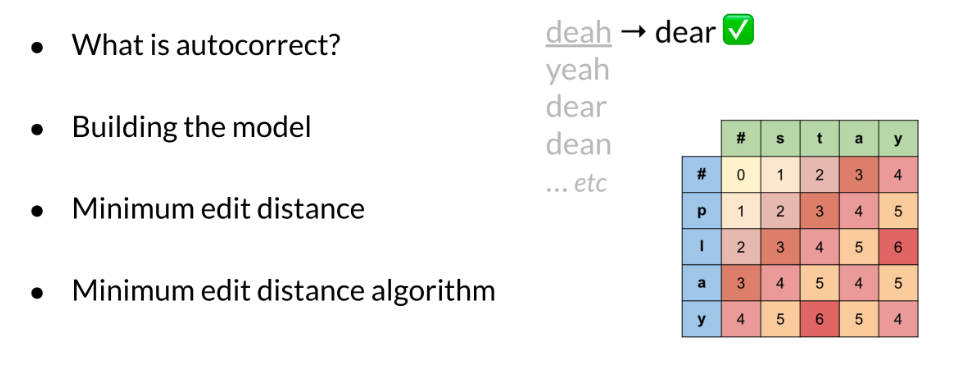 • What is autocorrect?
• Building the model
• Minimum edit distance
• Minimum edit distance algorithm
deah → dear ✅
yeah
dear
dean
... etc
# s t a y
# 0 1 2 3 4
p 1 2 3 4 5
l 2 3 4 5 6
a 3 4 5 4 5
y 4 5 6 5 4